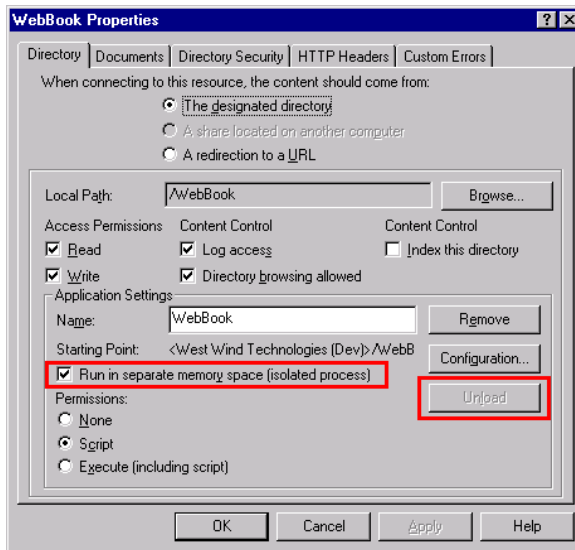 WebBook Properties
Directory Documents Directory Security HTTP Headers Custom Errors
When connecting to this resource, the content should come from:
The designated directory
A share located on another computer
A redirection to a URL
Local Path: /WebBook Browse...
Access Permissions Content Control Content Control
Read Log access Index this directory
Write Directory browsing allowed
Application Settings
Name: WebBook Remove
Starting Point: <West Wind Technologies (Dev)>/WebB
Configuration...
Run in separate memory space (isolated process)
Unload
Permissions:
None
Script
Execute (including script)
OK Cancel Apply Help